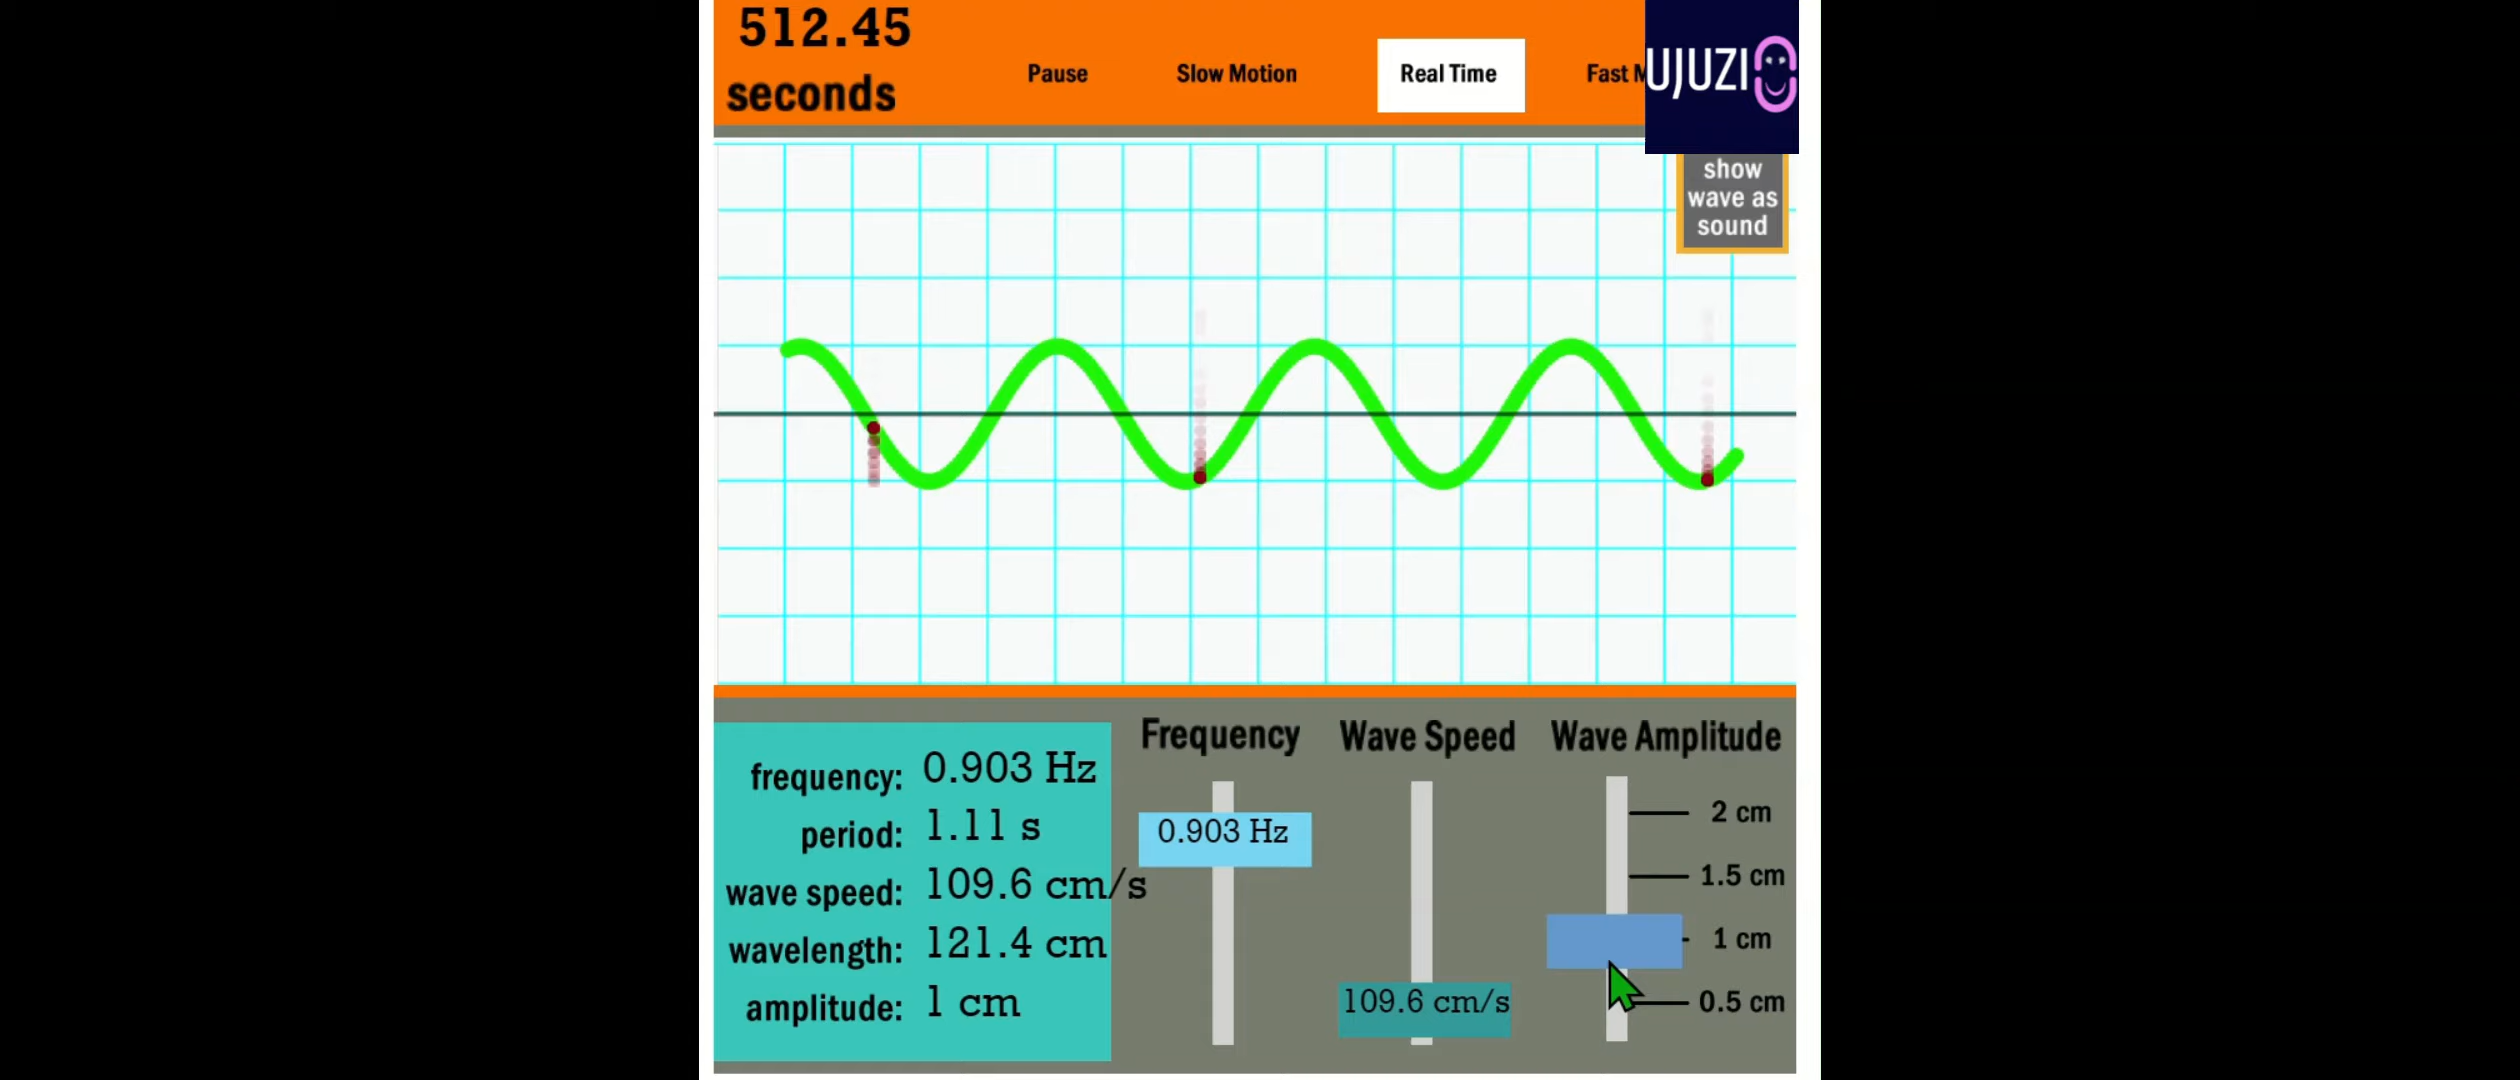 512.45
seconds
Pause
Slow Motion
Real Time
Fast M
UJUZI
show
wave as
sound
frequency: 0.903 Hz
period: 1.11 s
wave speed: 109.6 cm/s
wavelength: 121.4 cm
amplitude: 1 cm
Frequency
0.903 Hz
Wave Speed
109.6 cm/s
Wave Amplitude
2 cm
1.5 cm
1 cm
0.5 cm